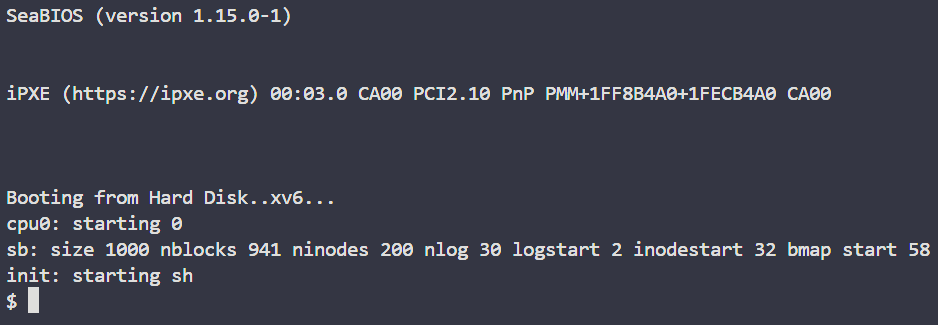 SeaBIOS (version 1.15.0-1)
iPXE (https://ipxe.org) 00:03.0 CA00 PCI2.10 PnP PMM+1FF8B4A0+1FECB4A0 CA00
Booting from Hard Disk..xv6...
cpu0: starting 0
sb: size 1000 nblocks 941 ninodes 200 nlog 30 logstart 2 inodestart 32 bmap start 58
init: starting sh
$